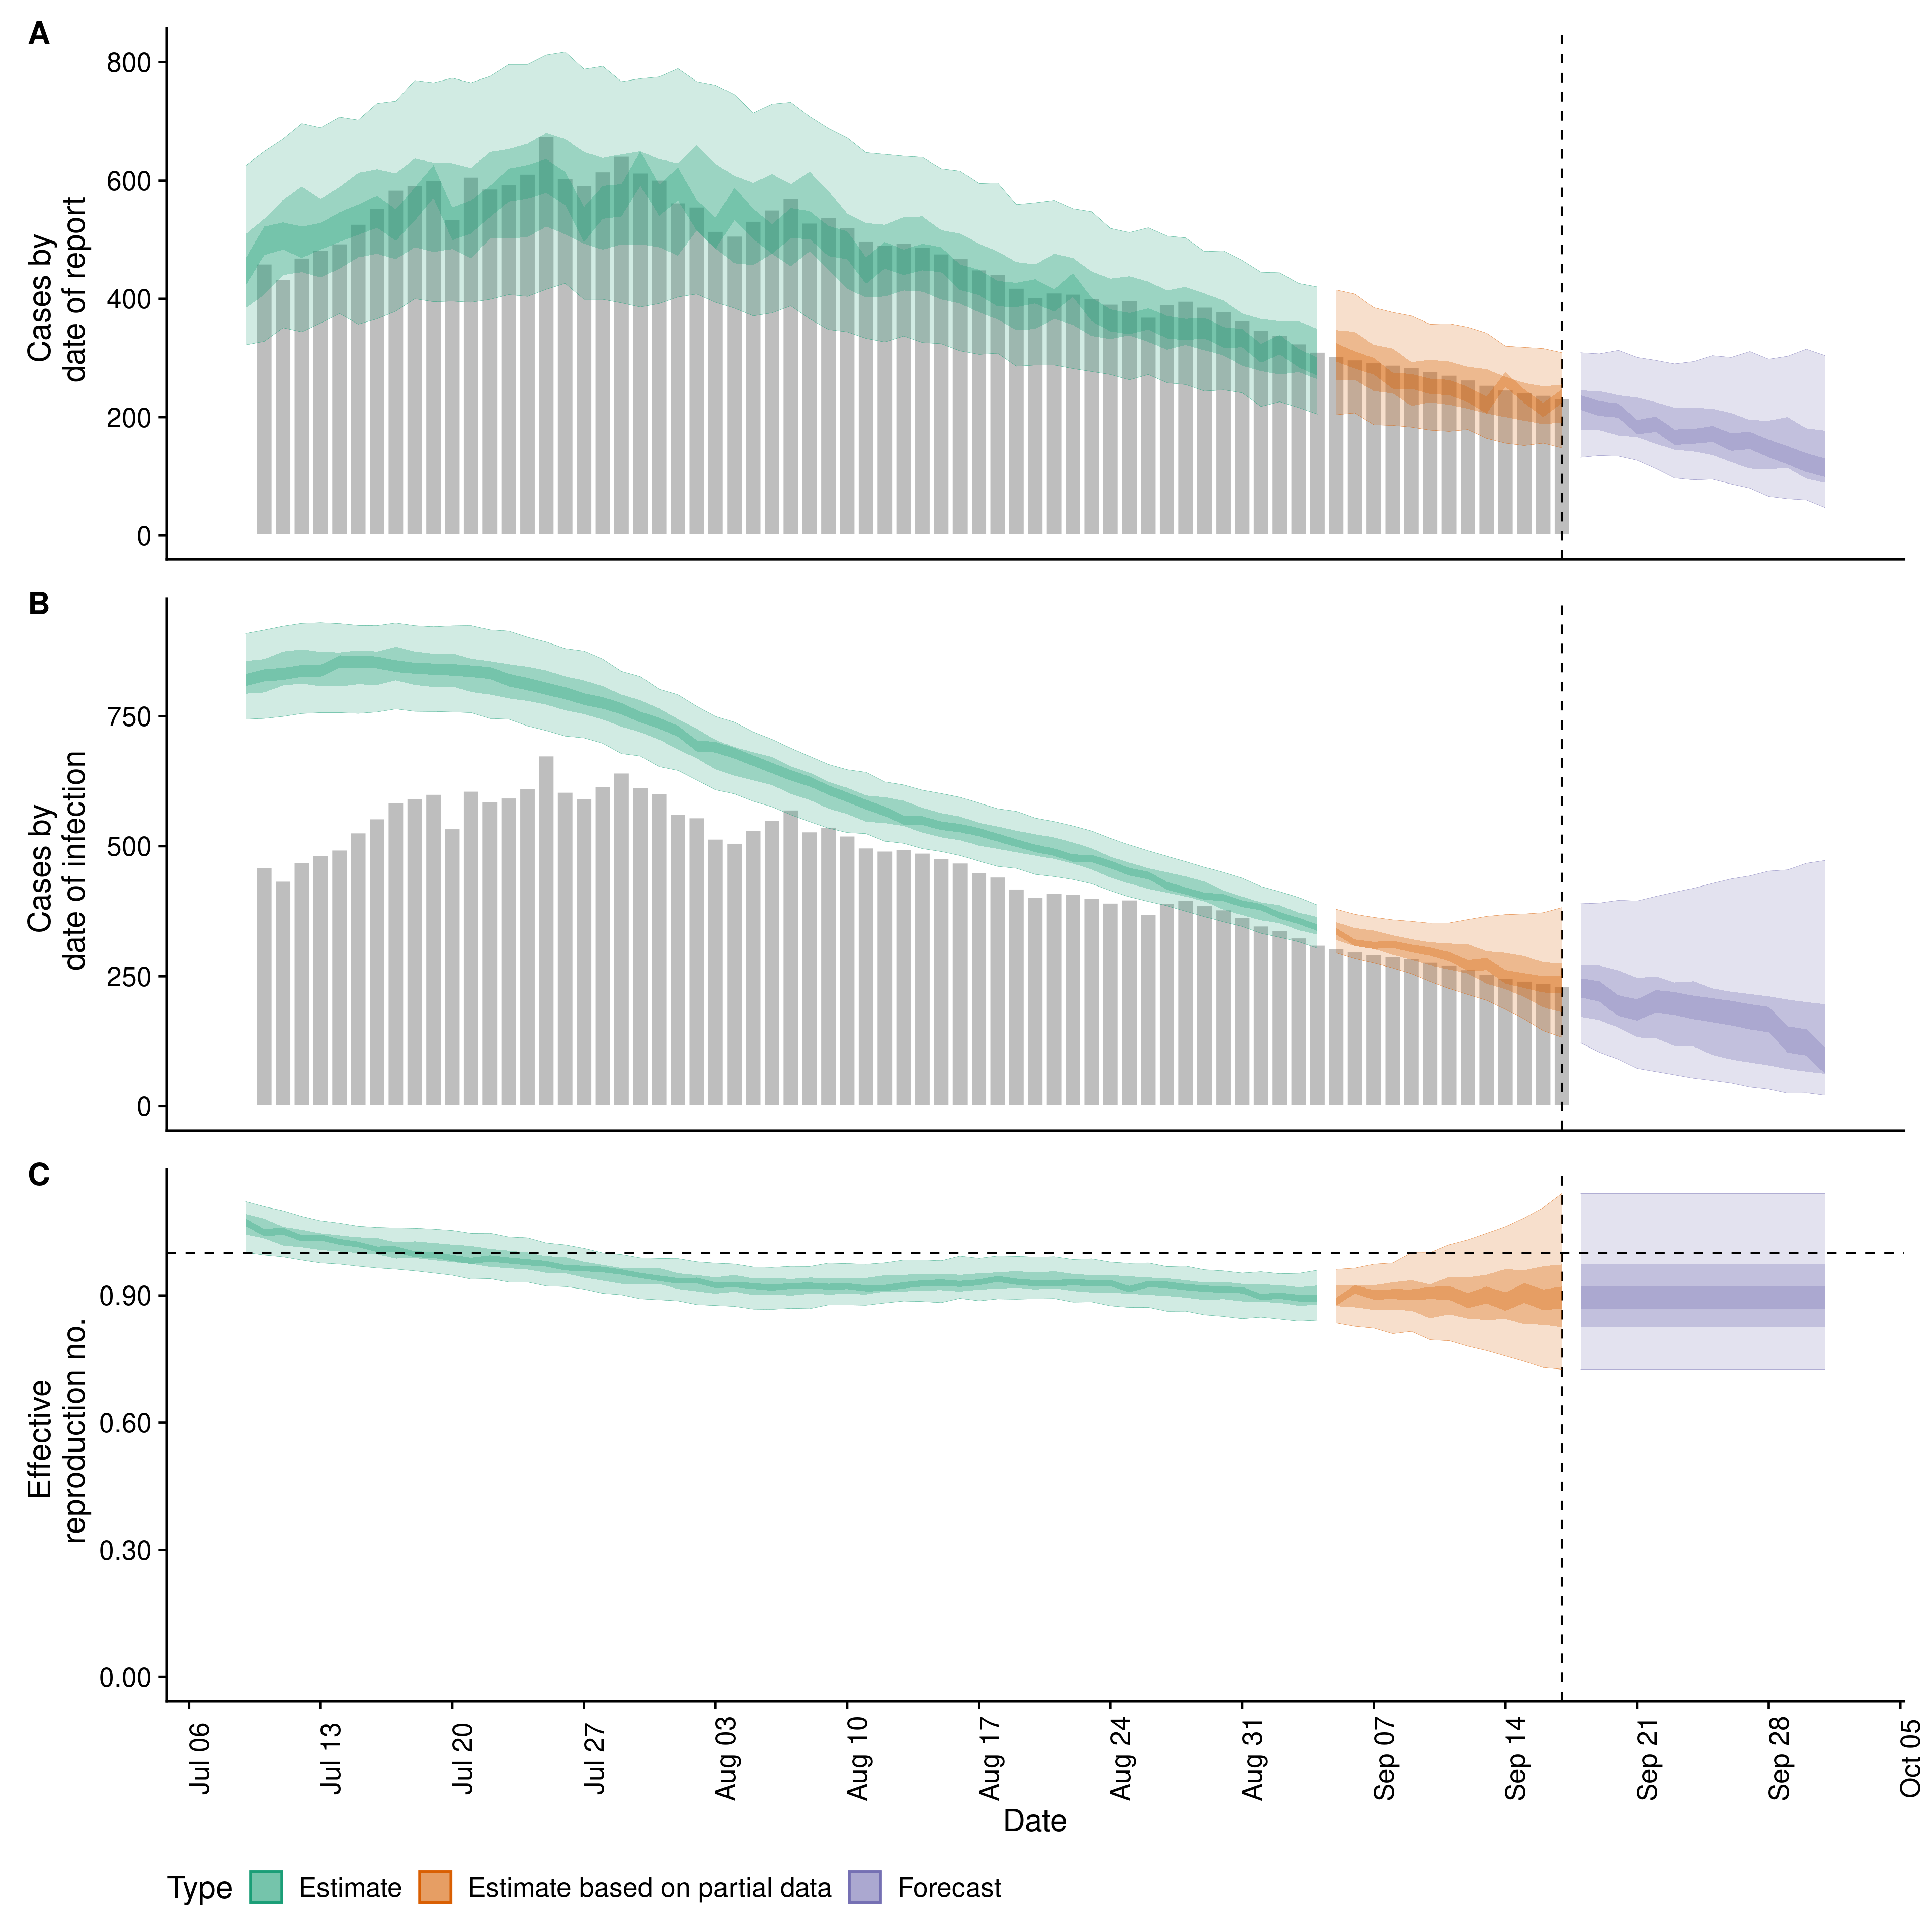 A
800
600
400
200
0
Cases by
date of report
B
750
500
250
0
Cases by
date of infection
C
0.90
0.60
0.30
0.00
Effective
reproduction no.
Jul 06
Jul 13
Jul 20
Jul 27
Aug 03
Aug 10
Aug 17
Aug 24
Aug 31
Sep 07
Sep 14
Sep 21
Sep 28
Oct 05
Date
Type Estimate Estimate based on partial data Forecast